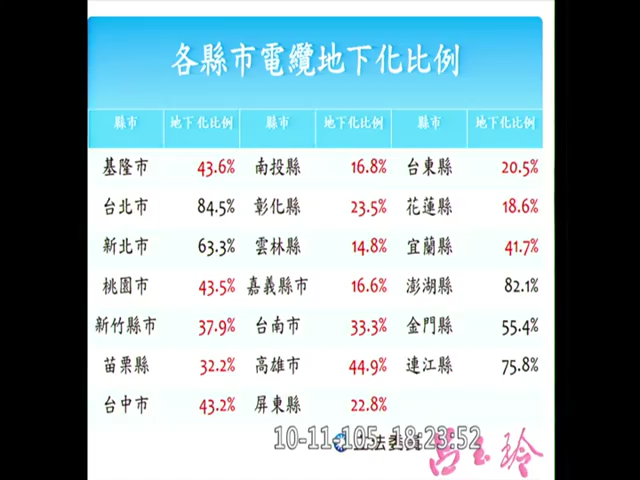 各縣市電纜地下化比例
縣市 地下化比例 縣市 地下化比例 縣市 地下化比例
基隆市 43.6% 南投縣 16.8% 台東縣 20.5%
台北市 84.5% 彰化縣 23.5% 花蓮縣 18.6%
新北市 63.3% 雲林縣 14.8% 宜蘭縣 41.7%
桃園市 43.5% 嘉義縣市 16.6% 澎湖縣 82.1%
新竹縣市 37.9% 台南市 33.3% 金門縣 55.4%
苗栗縣 32.2% 高雄市 44.9% 連江縣 75.8%
台中市 43.2% 屏東縣 22.8%
10-11-105 18:23:52
立法委員 呂玉玲